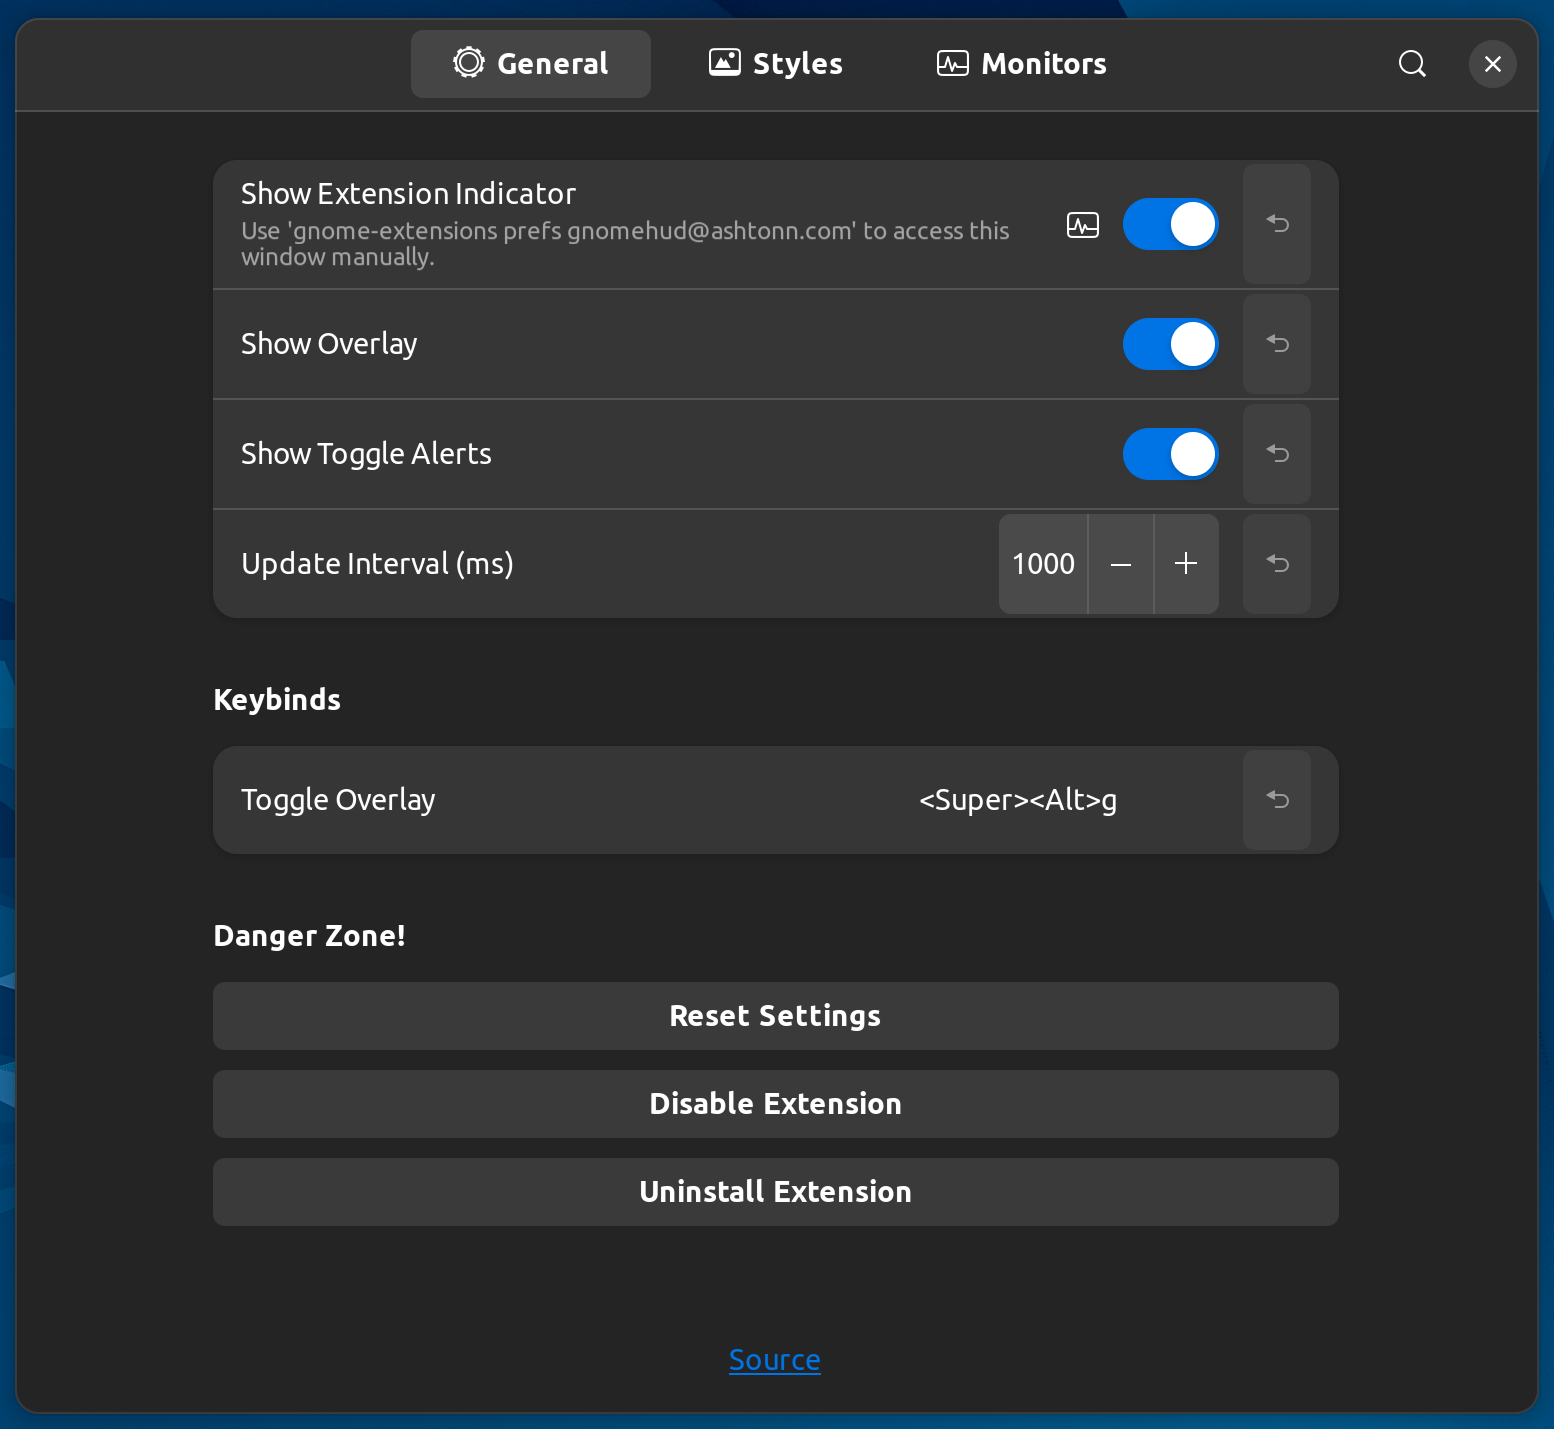 General
Styles
Monitors
Show Extension Indicator
Use 'gnome-extensions prefs gnomehud@ashtonn.com' to access this
window manually.
Show Overlay
Show Toggle Alerts
Update Interval (ms)
1000
Keybinds
Toggle Overlay
<Super><Alt>g
Danger Zone!
Reset Settings
Disable Extension
Uninstall Extension
Source